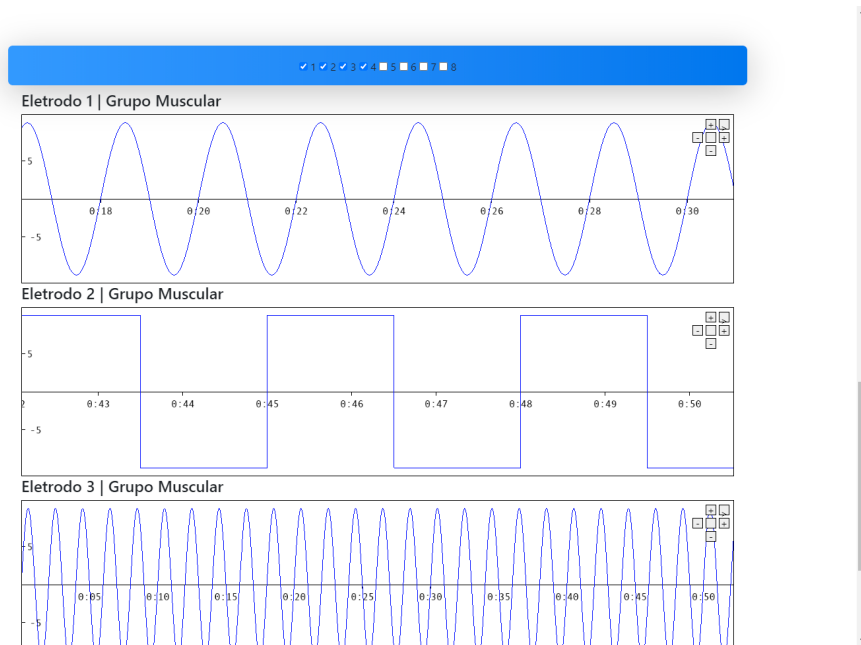 1 2 3 4 5 6 7 8
Eletrodo 1 | Grupo Muscular
5
0:18 0:20 0:22 0:24 0:26 0:28 0:30
-5
+ >
- +
-
Eletrodo 2 | Grupo Muscular
5
2 0:43 0:44 0:45 0:46 0:47 0:48 0:49 0:50
-5
+ >
- +
-
Eletrodo 3 | Grupo Muscular
5
0:05 0:10 0:15 0:20 0:25 0:30 0:35 0:40 0:45 0:50
-5
+ >
- +
-